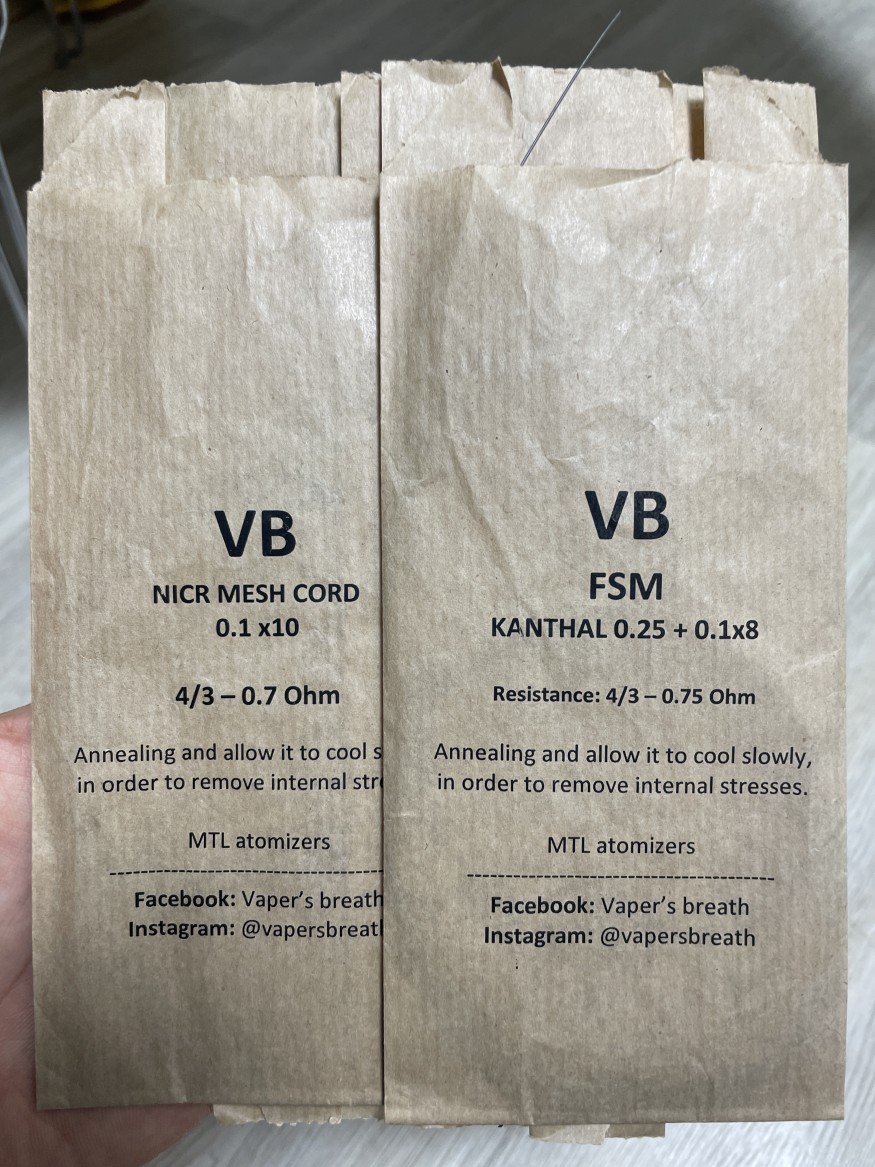 VB
NICR MESH CORD
0.1 x10
4/3 – 0.7 Ohm
Annealing and allow it to cool
in order to remove internal
MTL atomizers
Facebook: Vaper's breath
Instagram: @vapersbreath
VB
FSM
KANTHAL 0.25 + 0.1x8
Resistance: 4/3 – 0.75 Ohm
Annealing and allow it to cool slowly,
in order to remove internal stresses.
MTL atomizers
Facebook: Vaper's breath
Instagram: @vapersbreath